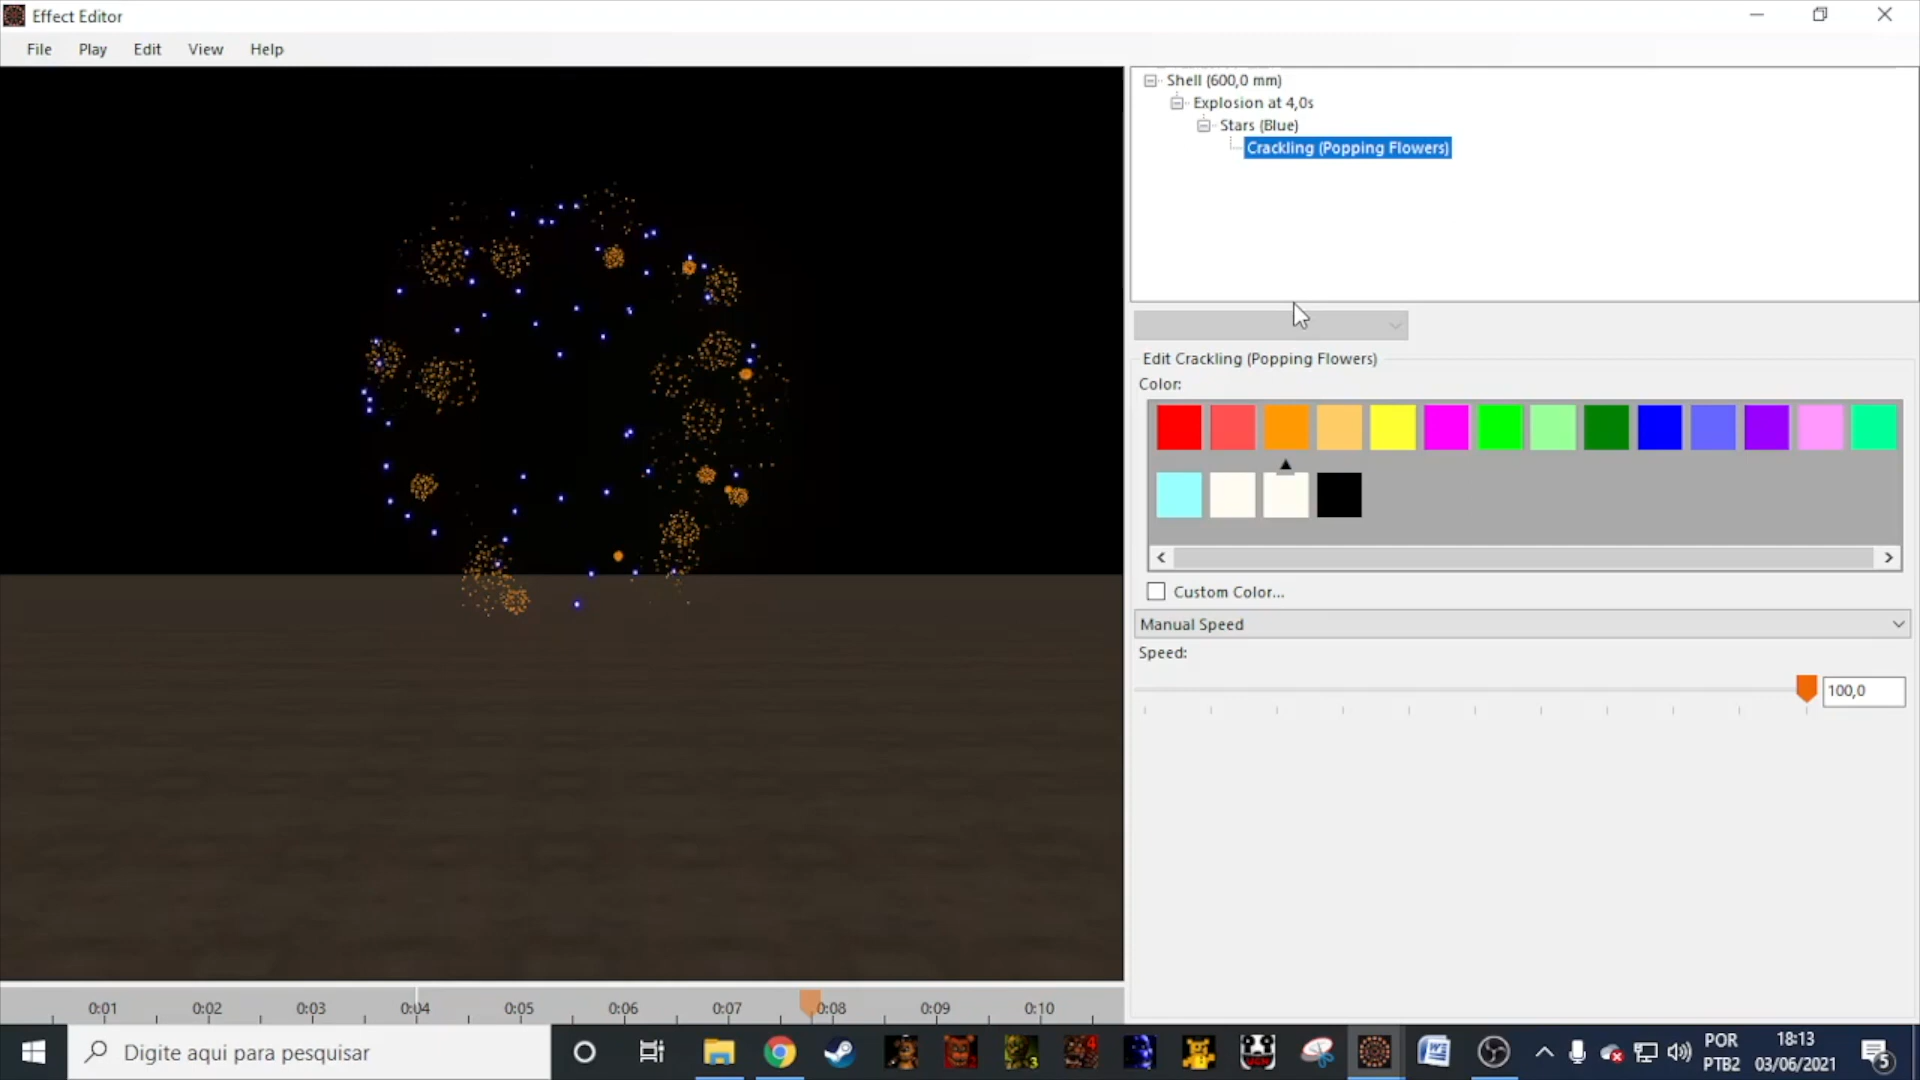 Effect Editor
File Play Edit View Help
Shell (600,0 mm)
Explosion at 4,0s
Stars (Blue)
Crackling (Popping Flowers)
Edit Crackling (Popping Flowers)
Color:
Custom Color...
Manual Speed
Speed:
100,0
0:01 0:02 0:03 0:04 0:05 0:06 0:07 0:08 0:09 0:10
Digite aqui para pesquisar
3
4
POR
PTB2
18:13
03/06/2021
5